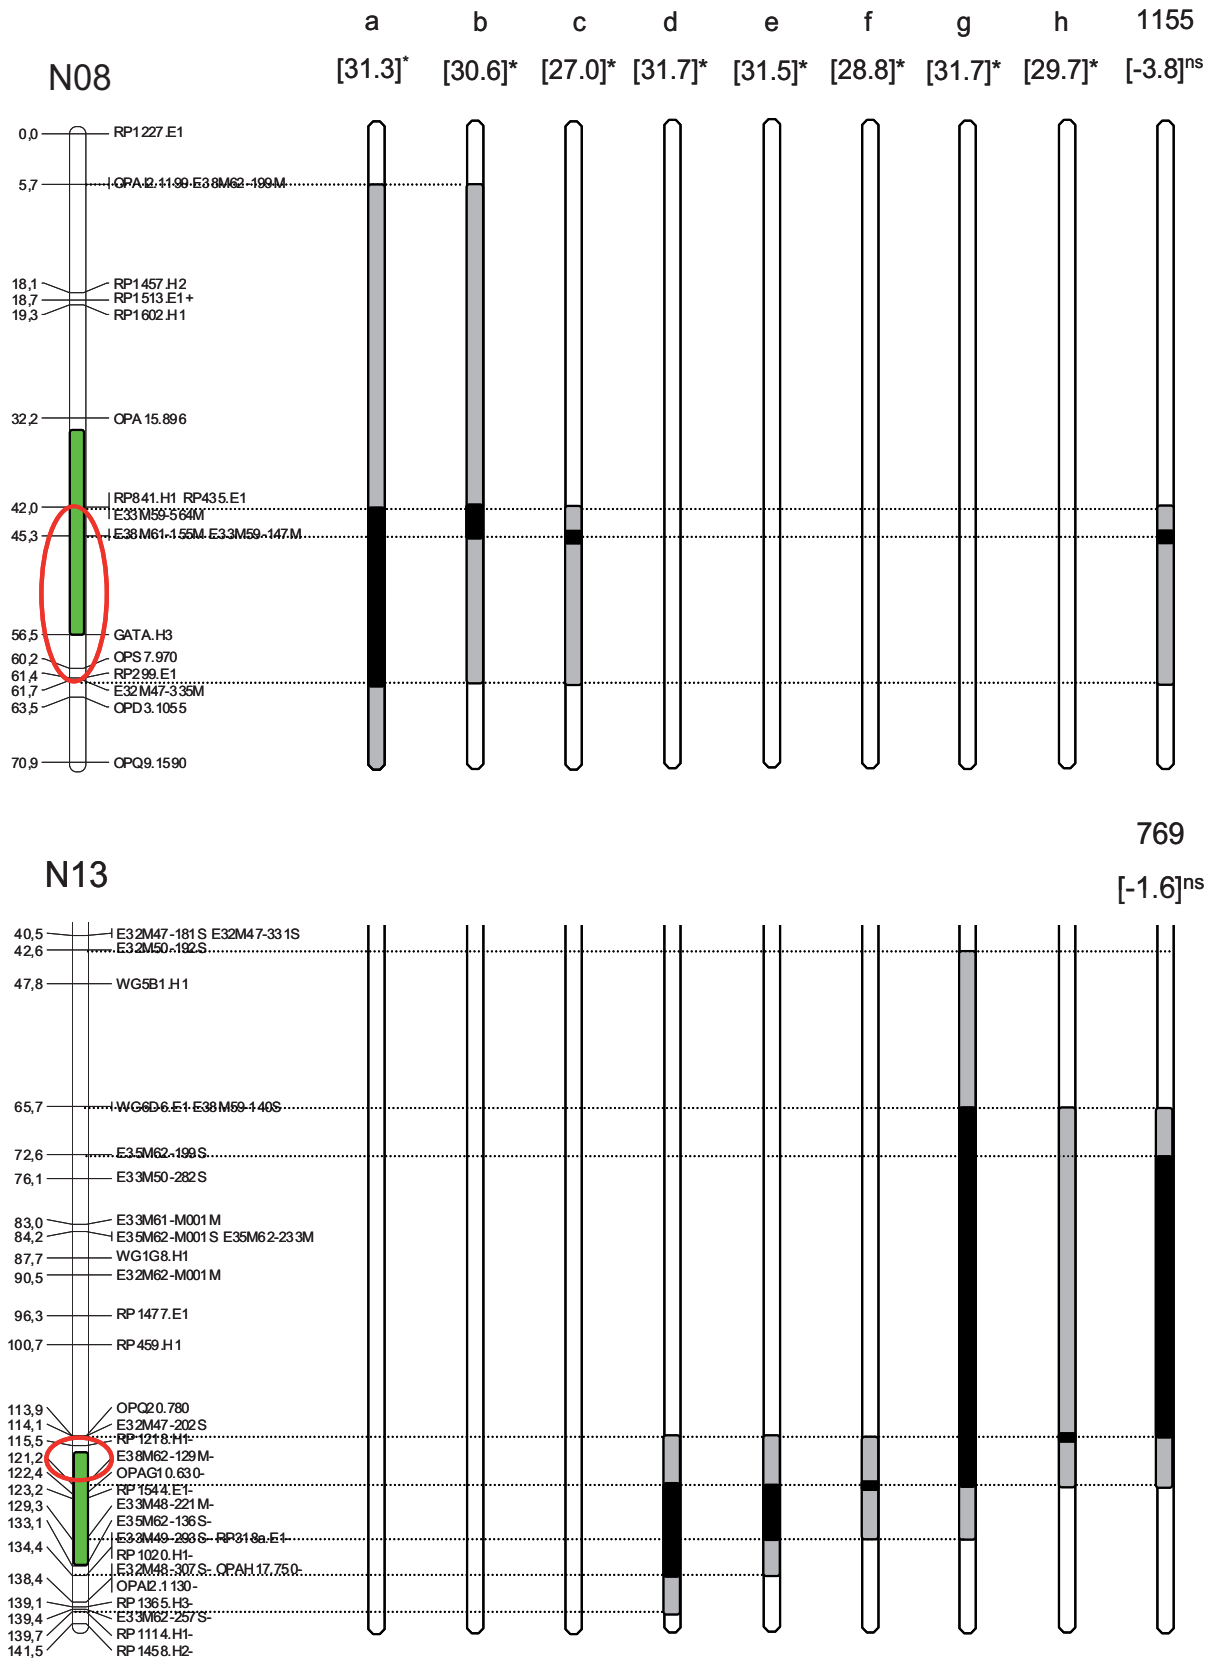 a b c d e f g h 1155
N08 [31.3]* [30.6]* [27.0]* [31.7]* [31.5]* [28.8]* [31.7]* [29.7]* [-3.8]ns
0,0 RP1227.E1
5,7 OPAI2.1199 E38M62-199M
18,1 RP1457.H2
18,7 RP1513.E1+
19,3 RP1602.H1
32,2 OPA15.896
RP841.H1 RP435.E1
42,0 E33M59-564M
45,3 E38M61-155M E33M59-147M
56,5 GATA.H3
60,2 OPS7.970
61,4 RP299.E1
61,7 E32M47-335M
63,5 OPD3.1055
70,9 OPQ9.1590
769
N13 [-1.6]ns
40,5 E32M47-181S E32M47-331S
42,6 E32M50-192S
47,8 WG5B1.H1
65,7 WG6D6.E1 E38M59-140S
72,6 E35M62-199S
76,1 E33M50-282S
83,0 E33M61-M001M
84,2 E35M62-M001S E35M62-233M
87,7 WG1G8.H1
90,5 E32M62-M001M
96,3 RP1477.E1
100,7 RP459.H1
113,9 OPQ20.780
114,1 E32M47-202S
115,5 RP1218.H1-
121,2 E38M62-129M-
122,4 OPAG10.630-
123,2 RP1544.E1-
129,3 E33M48-221M-
133,1 E35M62-136S-
E33M49-293S- RP318a.E1-
134,4 RP1020.H1-
E32M48-307S- OPAH17.750-
138,4 OPAI2.1130-
139,1 RP1365.H3-
139,4 E33M62-257S-
139,7 RP1114.H1-
141,5 RP1458.H2-